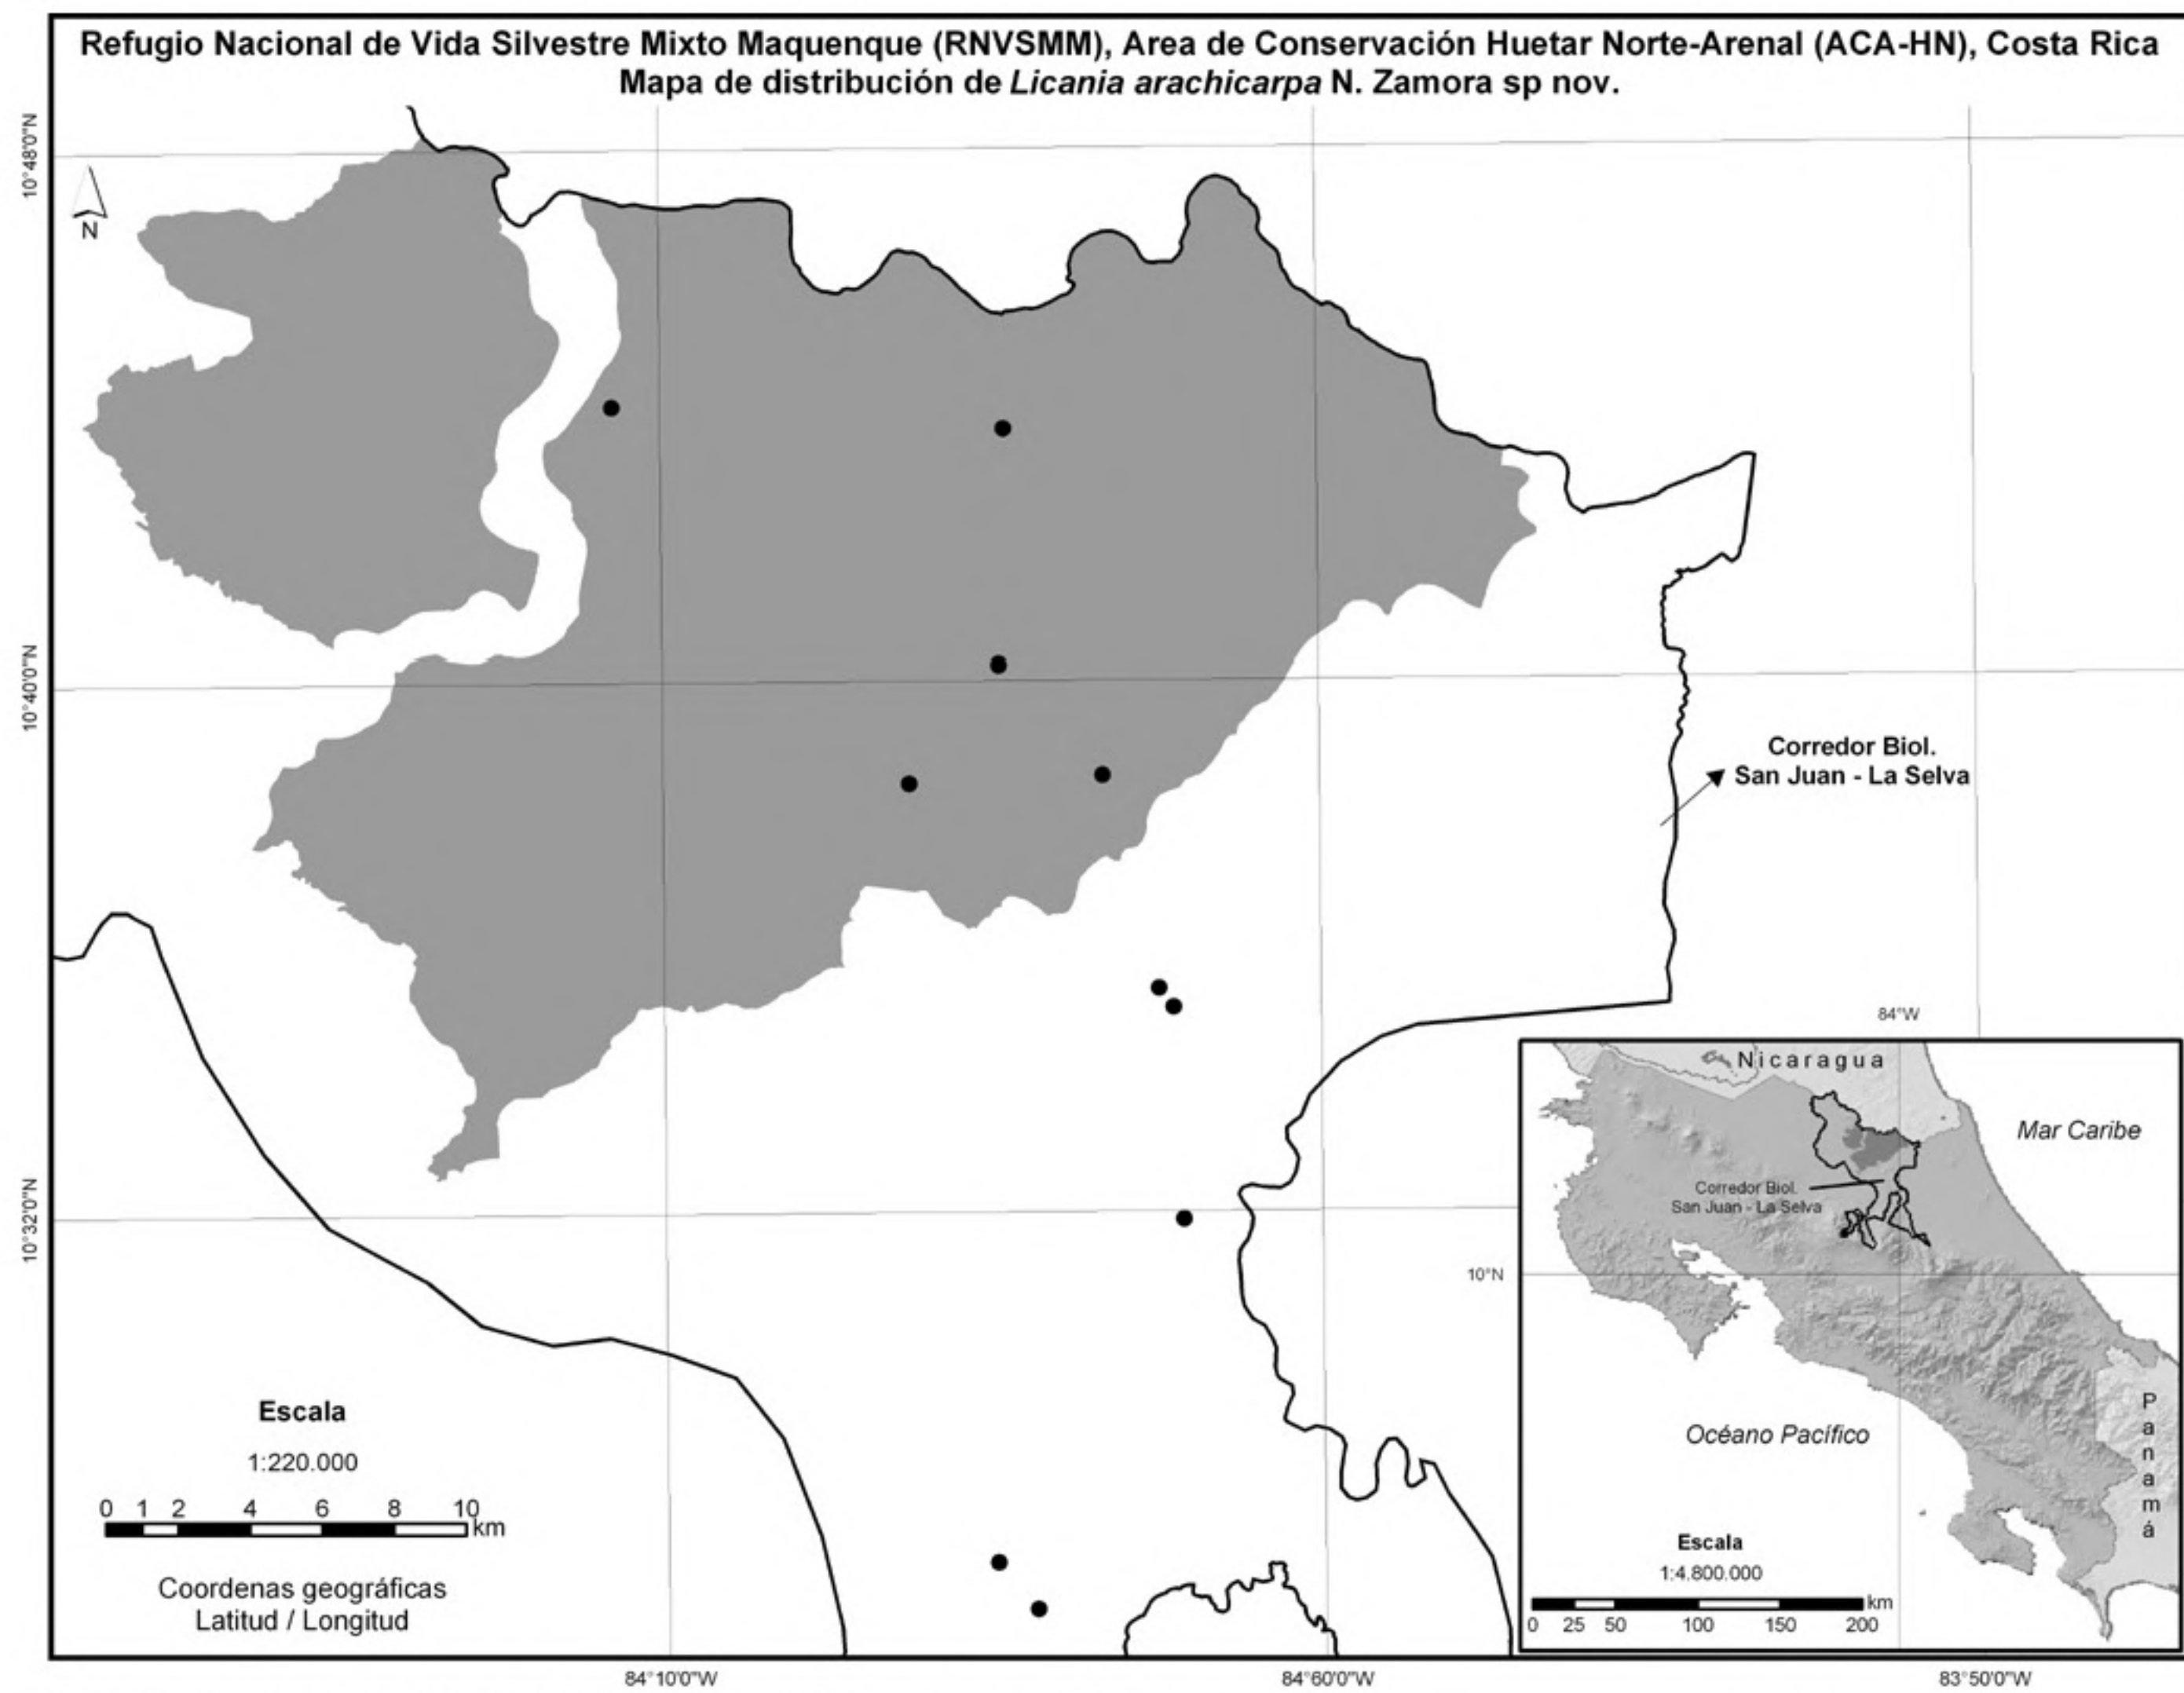 Refugio Nacional de Vida Silvestre Mixto Maquenque (RNVSMM), Area de Conservación Huetar Norte-Arenal (ACA-HN), Costa Rica
Mapa de distribución de Licania arachicarpa N. Zamora sp nov.
10°48'0"N
N
10°40'0"N
Corredor Biol.
San Juan - La Selva
10°32'0"N
Escala
1:220.000
0 1 2 4 6 8 10
km
Coordenas geográficas
Latitud / Longitud
84°10'0"W
84°60'0"W
83°50'0"W
84°W
Nicaragua
Mar Caribe
Corredor Biol.
San Juan - La Selva
10°N
Océano Pacífico
Panamá
Escala
1:4.800.000
km
0 25 50 100 150 200